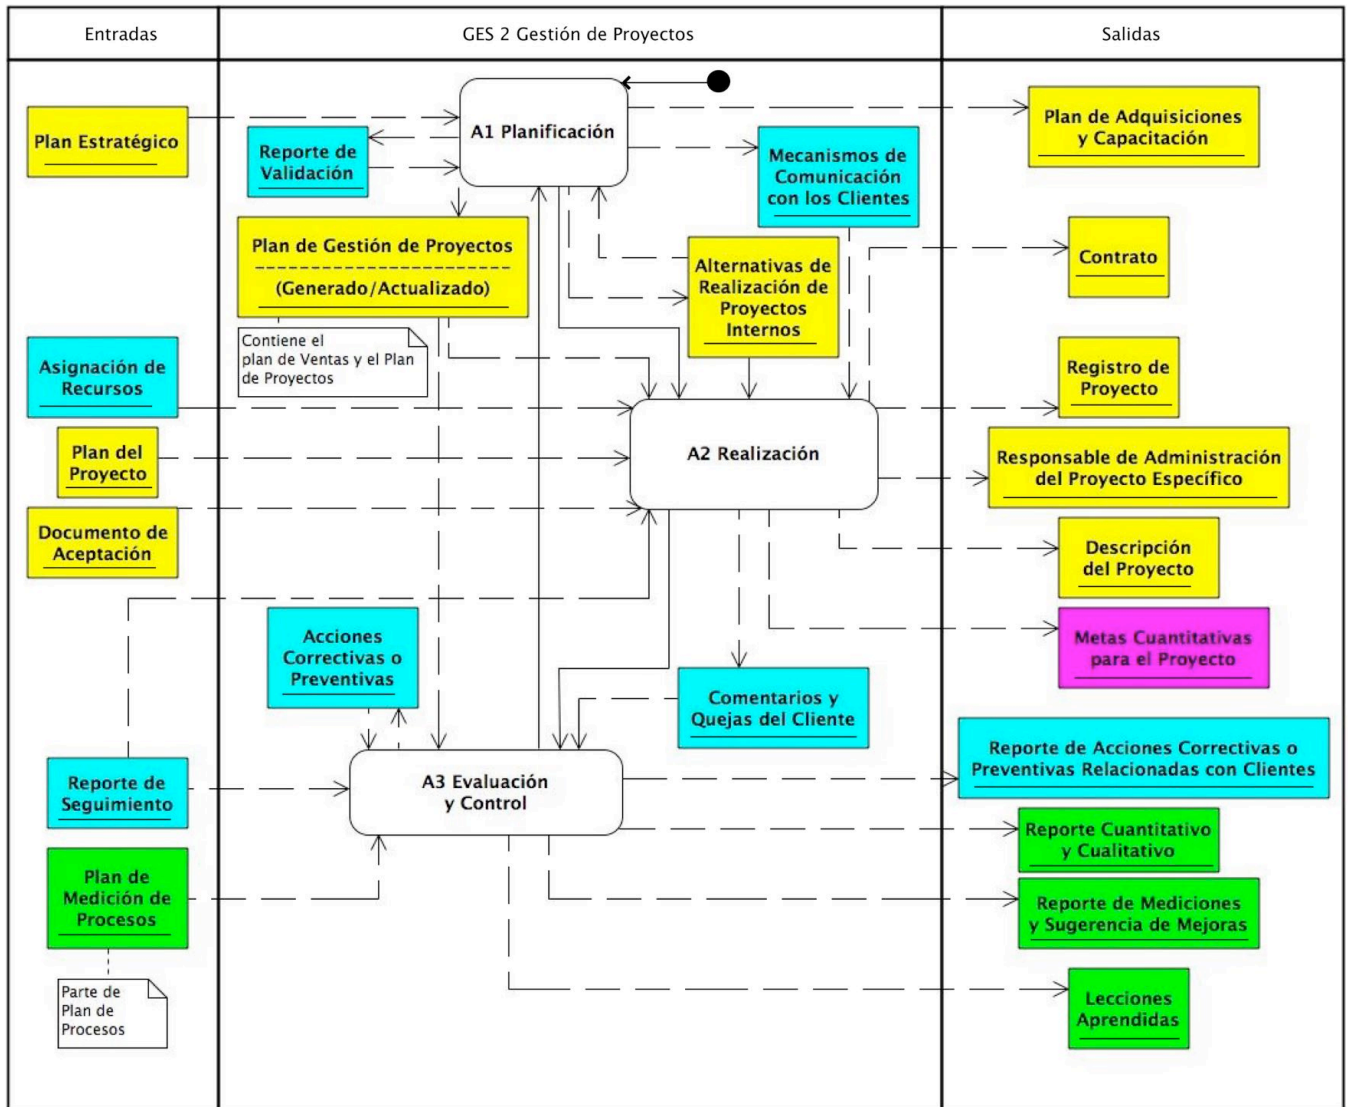 Entradas
GES 2 Gestión de Proyectos
Salidas
Plan Estratégico
Reporte de
Validación
A1 Planificación
Mecanismos de
Comunicación
con los Clientes
Plan de Adquisiciones
y Capacitación
Plan de Gestión de Proyectos
(Generado/Actualizado)
Alternativas de
Realización de
Proyectos
Internos
Contrato
Contiene el
plan de Ventas y el Plan
de Proyectos
Asignación de
Recursos
Registro de
Proyecto
Plan del
Proyecto
A2 Realización
Responsable de Administración
del Proyecto Específico
Documento de
Aceptación
Descripción
del Proyecto
Acciones
Correctivas o
Preventivas
Metas Cuantitativas
para el Proyecto
Comentarios y
Quejas del Cliente
Reporte de
Seguimiento
A3 Evaluación
y Control
Reporte de Acciones Correctivas o
Preventivas Relacionadas con Clientes
Reporte Cuantitativo
y Cualitativo
Plan de
Medición de
Procesos
Reporte de Mediciones
y Sugerencia de Mejoras
Parte de
Plan de
Procesos
Lecciones
Aprendidas